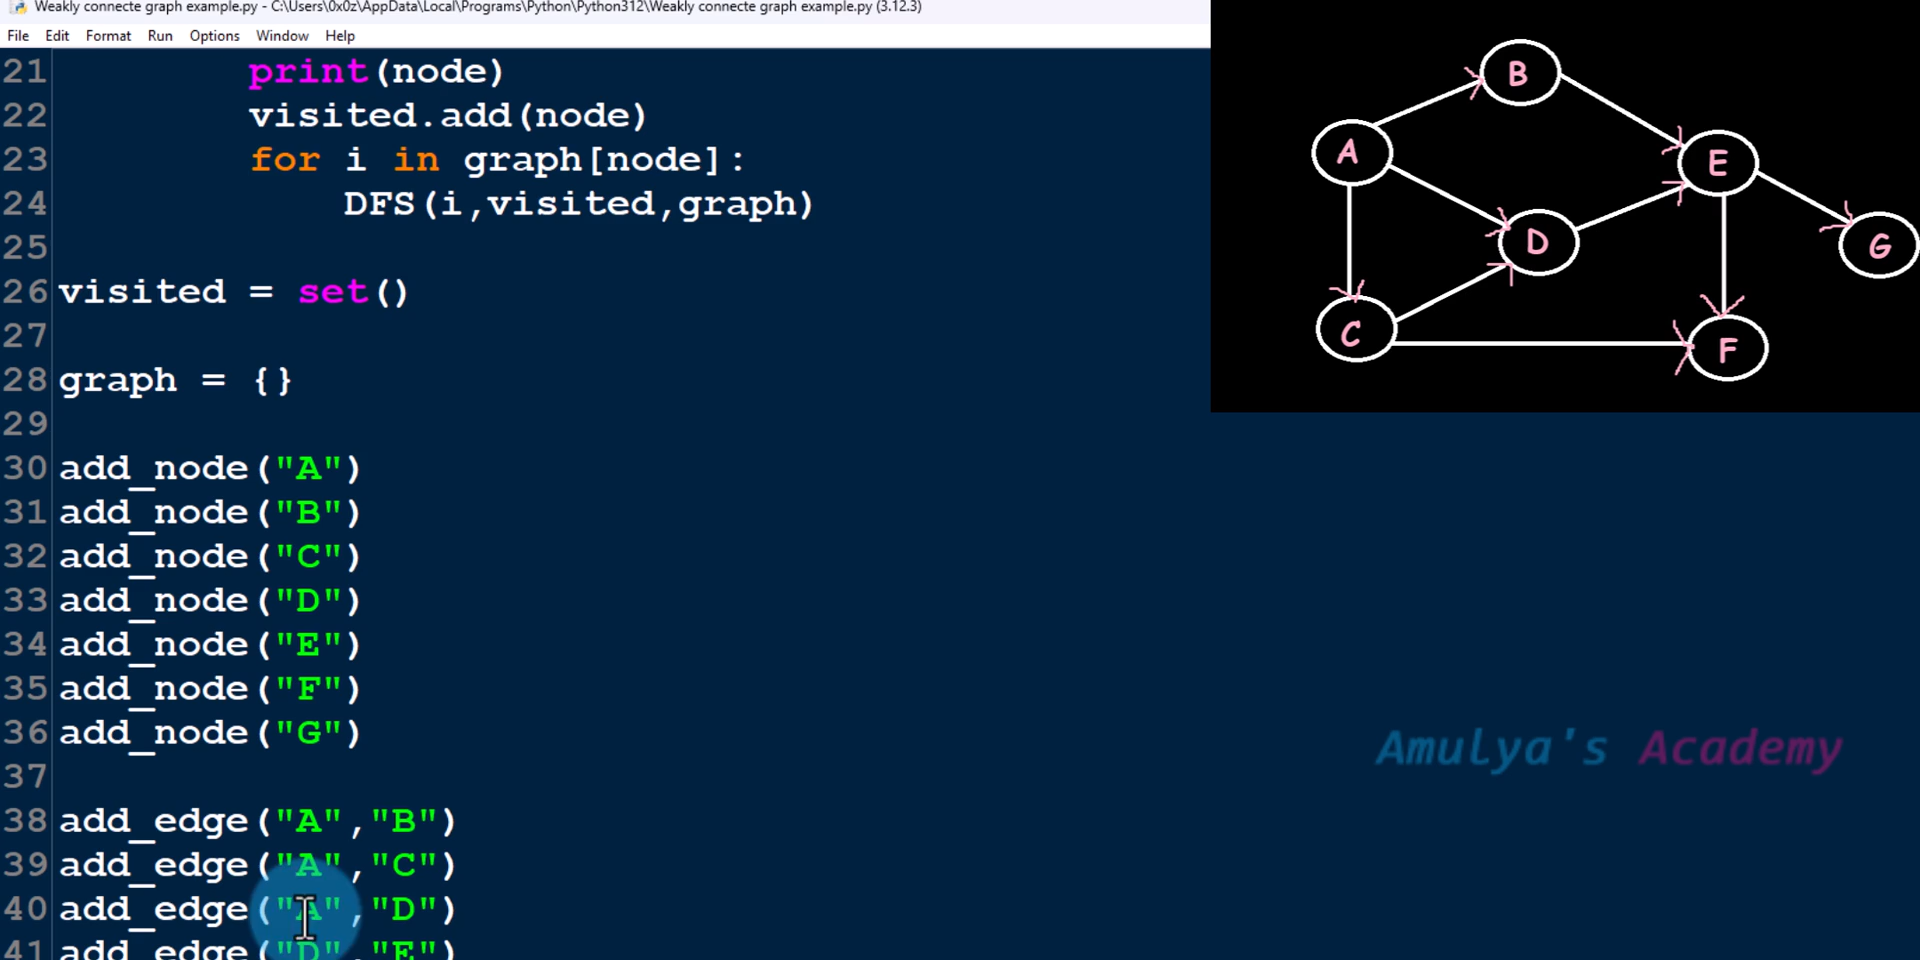 Weakly connecte graph example.py - C:\Users\0x0z\AppData\Local\Programs\Python\Python312\Weakly connecte graph example.py (3.12.3)
File Edit Format Run Options Window Help
21 print(node)
22 visited.add(node)
23 for i in graph[node]:
24 DFS(i,visited,graph)
25
26 visited = set()
27
28 graph = {}
29
30 add_node("A")
31 add_node("B")
32 add_node("C")
33 add_node("D")
34 add_node("E")
35 add_node("F")
36 add_node("G")
37
38 add_edge("A","B")
39 add_edge("A","C")
40 add_edge("A","D")
41 add_edge("D","E")
B
A
E
D
G
C
F
Amulya's Academy